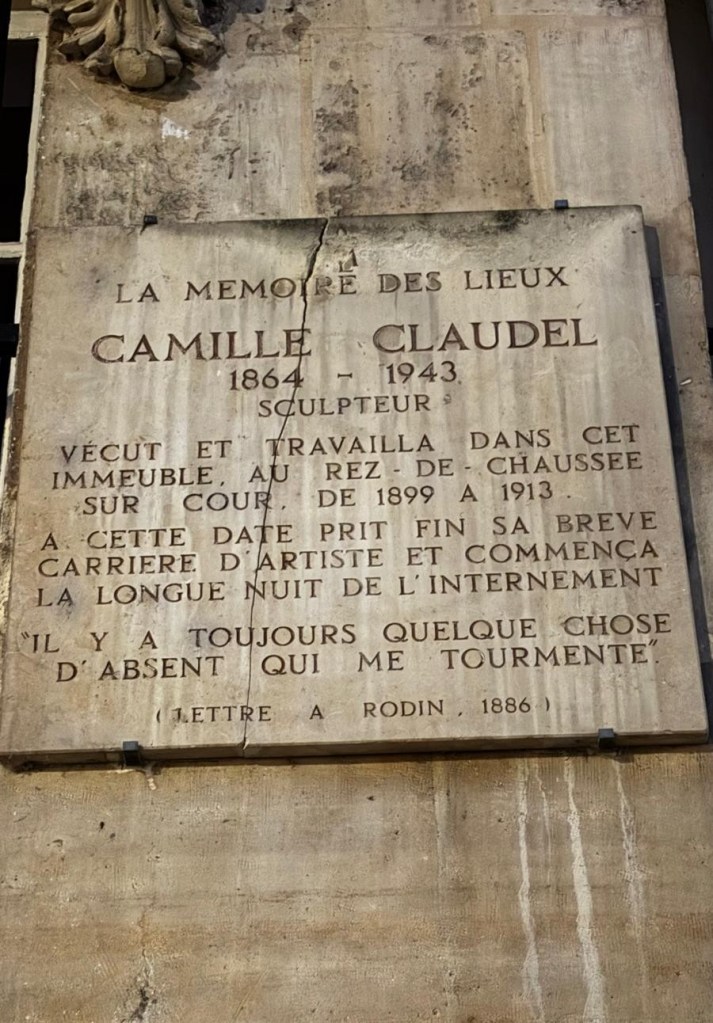 LA MEMOIRE DES LIEUX
CAMILLE CLAUDEL
1864 - 1943
SCULPTEUR
VÉCUT ET TRAVAILLA DANS CET
IMMEUBLE, AU REZ-DE-CHAUSSEE
SUR COUR, DE 1899 A 1913.
A CETTE DATE PRIT FIN SA BREVE
CARRIERE D'ARTISTE ET COMMENÇA
LA LONGUE NUIT DE L'INTERNEMENT
"IL Y A TOUJOURS QUELQUE CHOSE
D'ABSENT QUI ME TOURMENTE".
(LETTRE A RODIN, 1886)